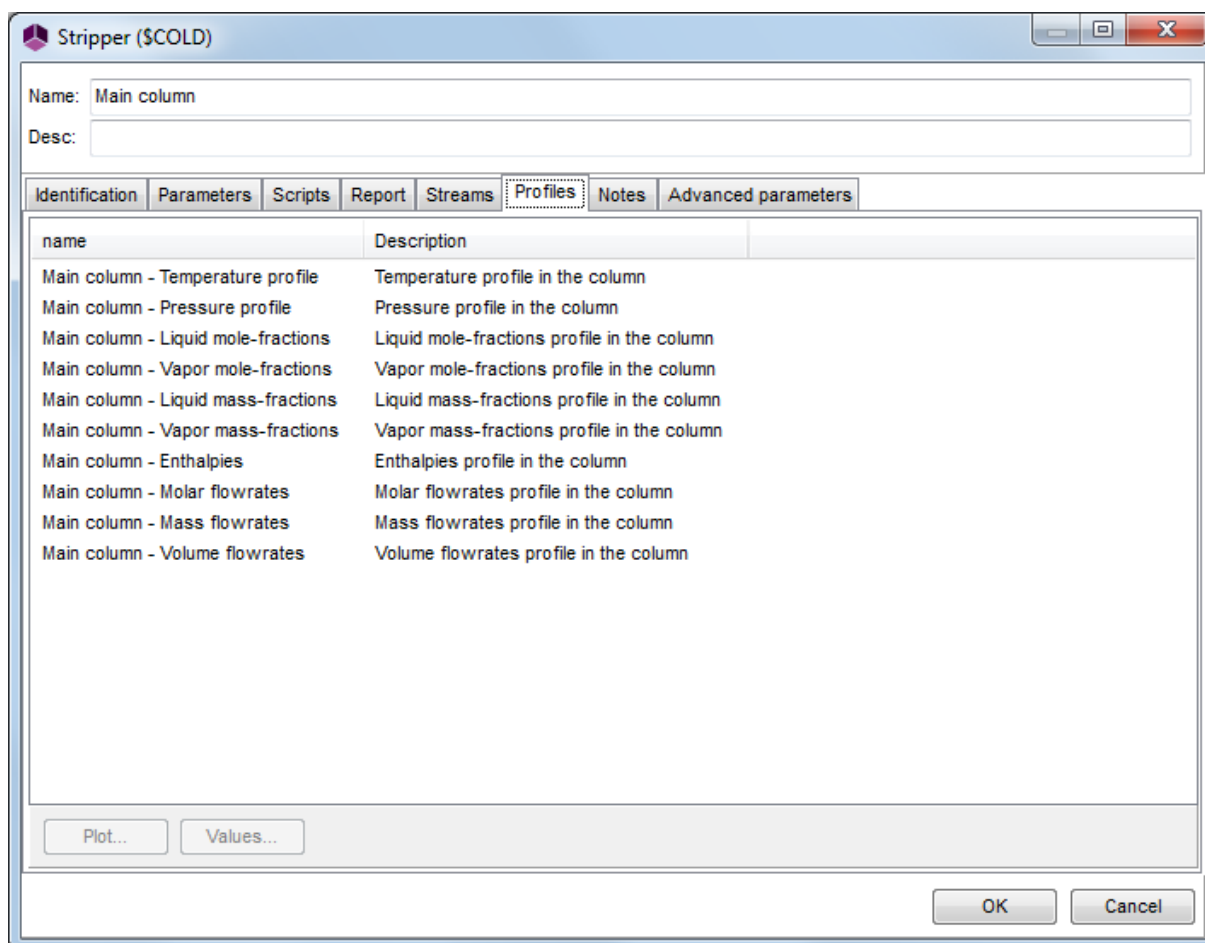 Stripper ($COLD)
Name: Main column
Desc:
Identification Parameters Scripts Report Streams Profiles Notes Advanced parameters
name Description
Main column - Temperature profile Temperature profile in the column
Main column - Pressure profile Pressure profile in the column
Main column - Liquid mole-fractions Liquid mole-fractions profile in the column
Main column - Vapor mole-fractions Vapor mole-fractions profile in the column
Main column - Liquid mass-fractions Liquid mass-fractions profile in the column
Main column - Vapor mass-fractions Vapor mass-fractions profile in the column
Main column - Enthalpies Enthalpies profile in the column
Main column - Molar flowrates Molar flowrates profile in the column
Main column - Mass flowrates Mass flowrates profile in the column
Main column - Volume flowrates Volume flowrates profile in the column
Plot... Values...
OK Cancel